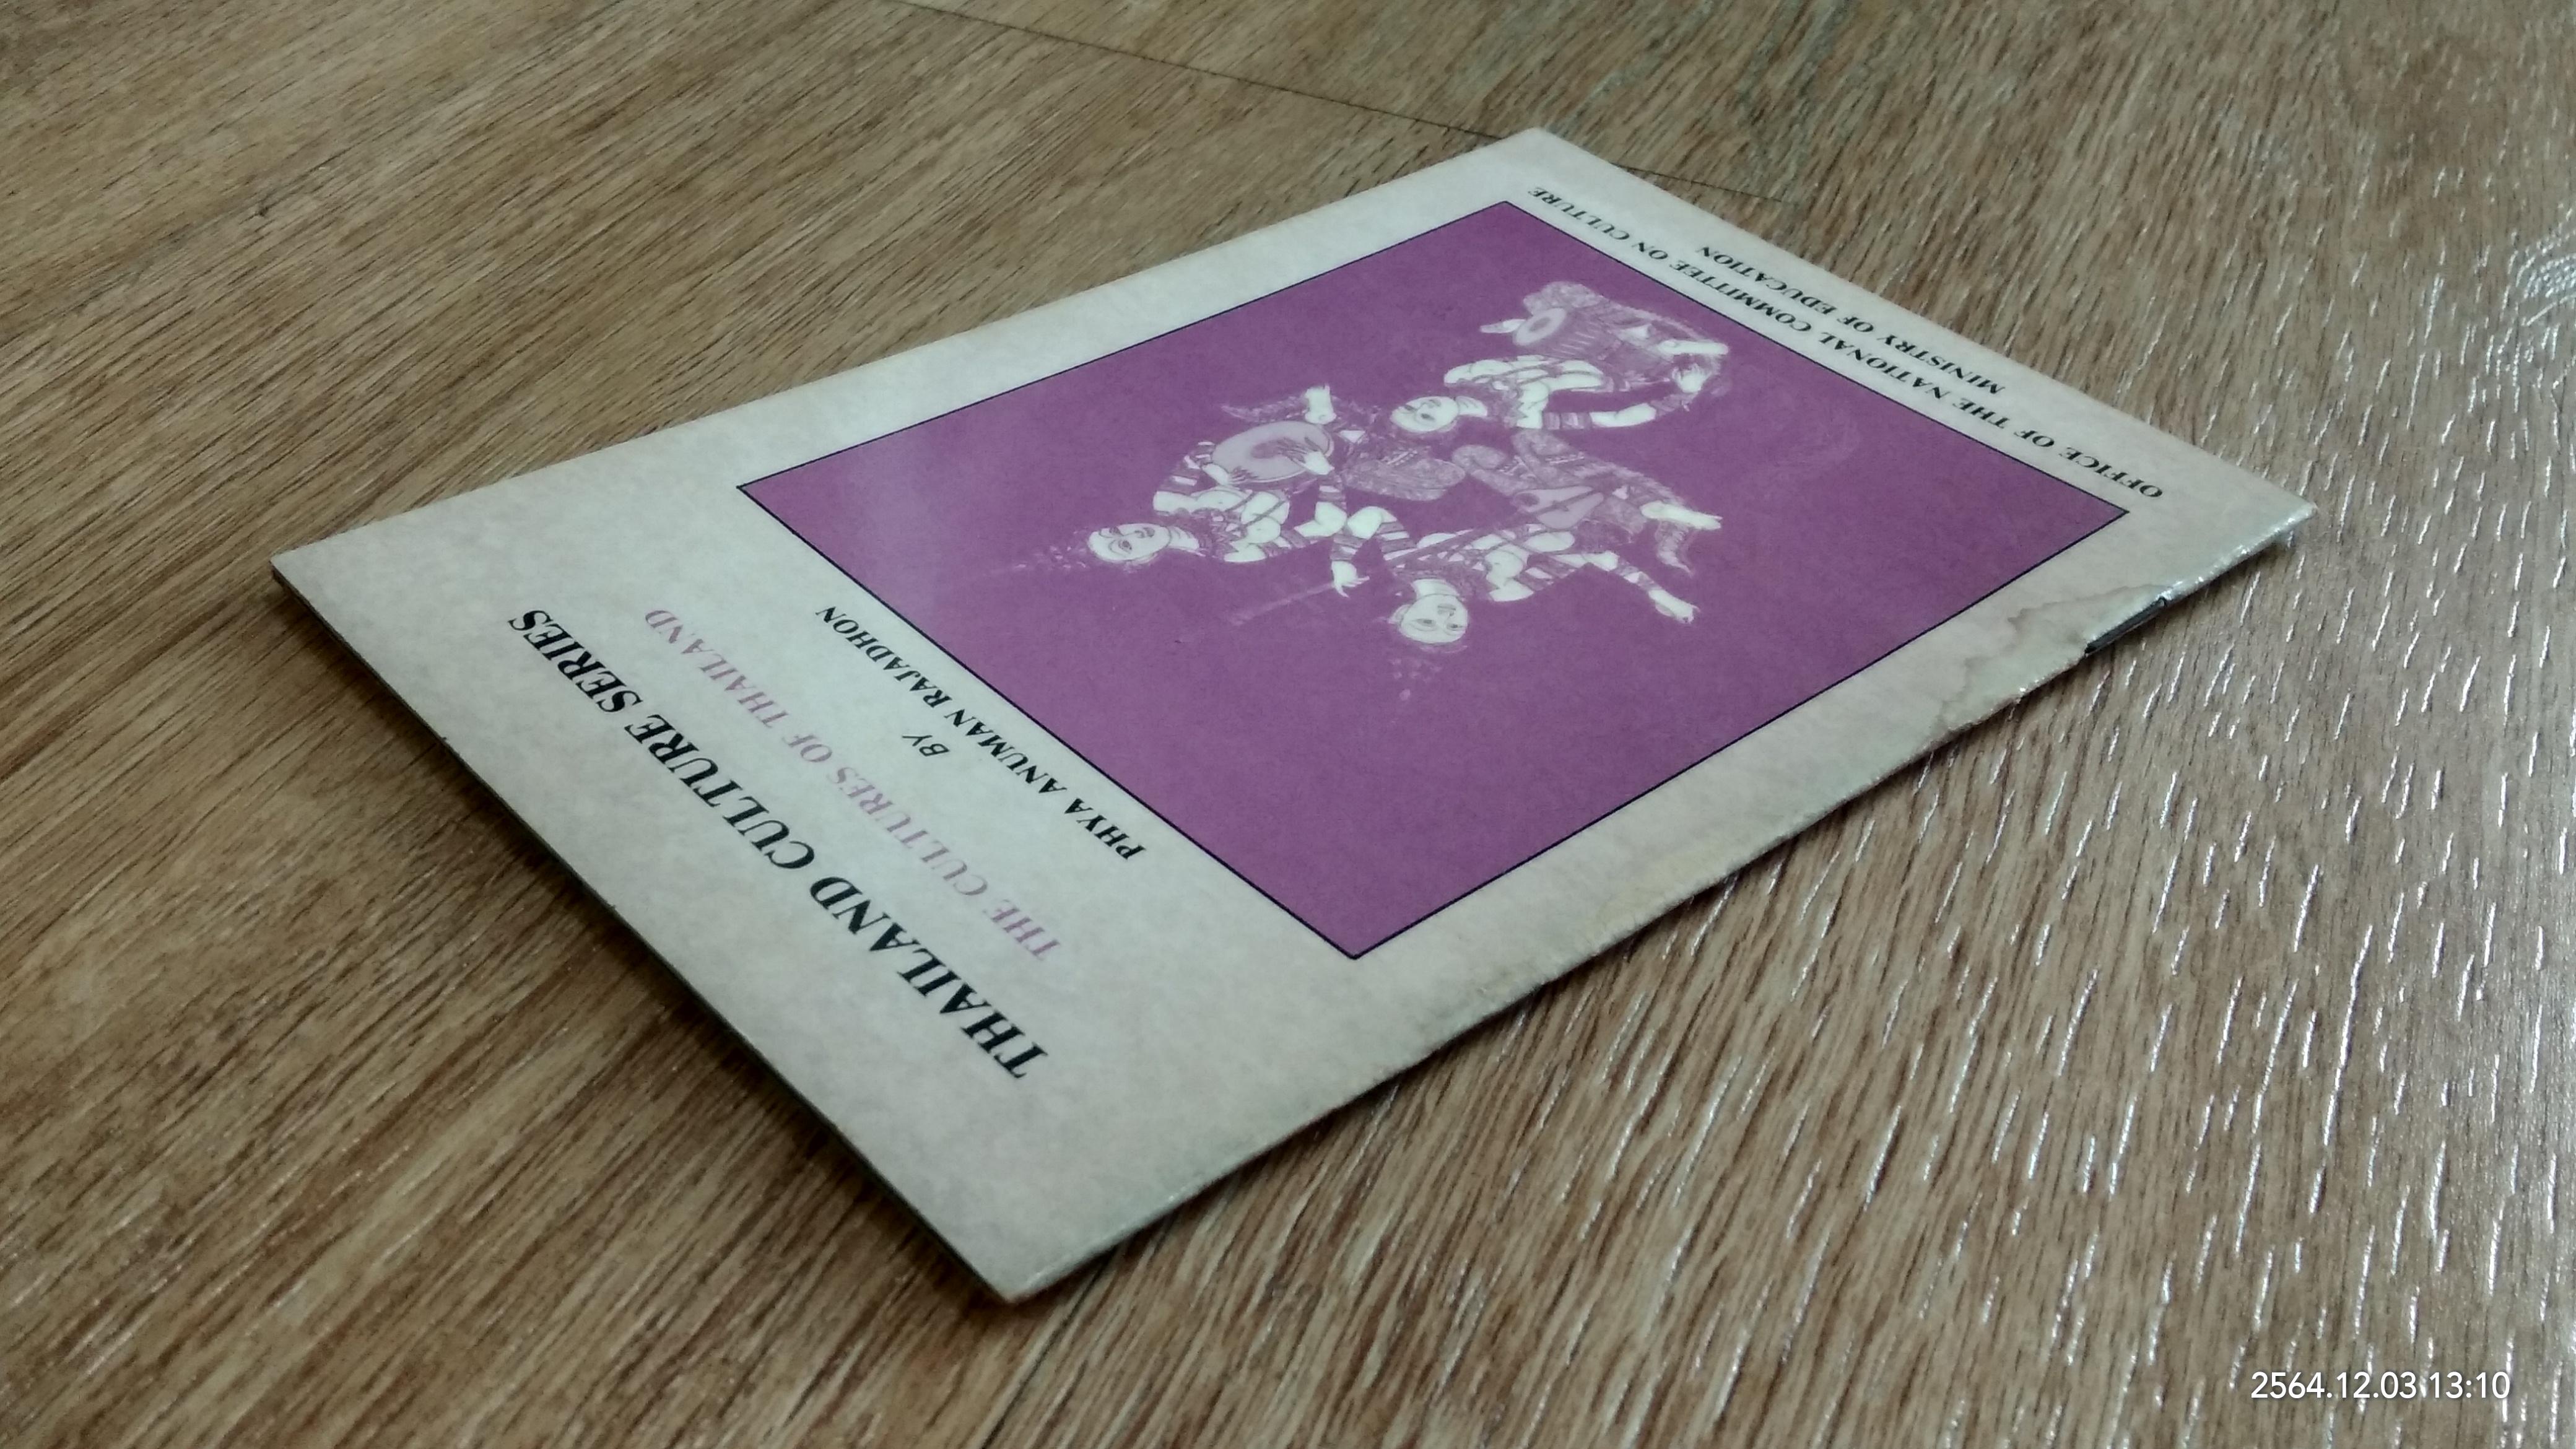 THAILAND CULTURE SERIES
THE CULTURES OF THAILAND
BY
PHYA ANUMAN RAJADHON
OFFICE OF THE NATIONAL COMMITTEE ON CULTURE
MINISTRY OF EDUCATION
2564.12.03 13:10